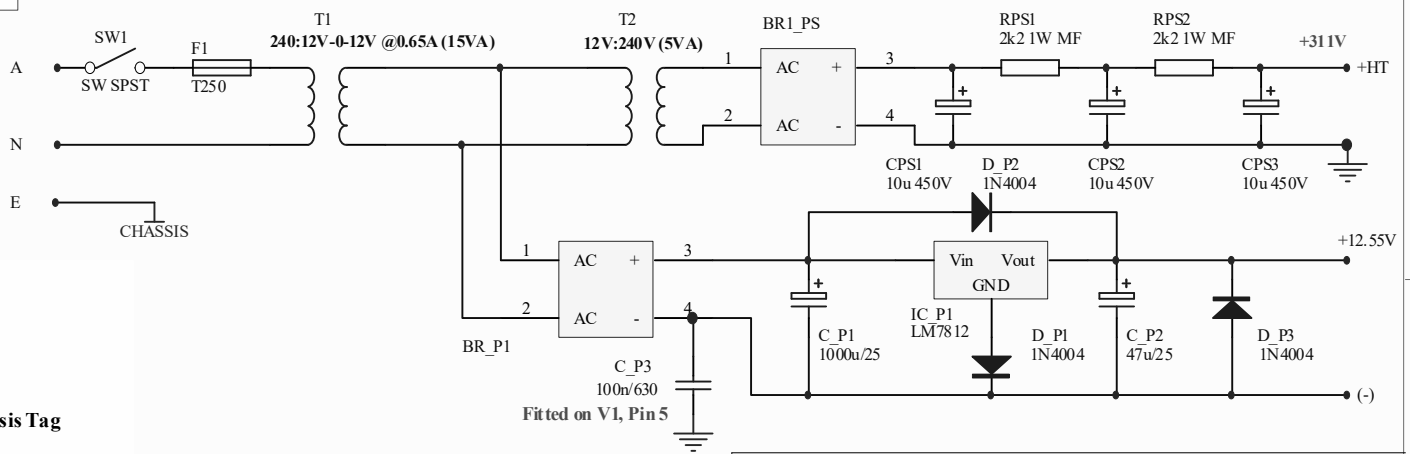 T1
T2
BR1_PS
RPS1
RPS2
240:12V-0-12V @0.65A (15VA)
12V:240V (5VA)
2k2 1W MF
2k2 1W MF
+311V
SW1
F1
A
SW SPST
T250
1
AC
+
3
+HT
+
+
+
N
2
AC
-
4
CPS1
10u 450V
D_P2
1N4004
CPS2
10u 450V
CPS3
10u 450V
E
CHASSIS
+12.55V
1
AC
+
3
Vin
Vout
GND
+
+
2
AC
-
4
BR_P1
IC_P1
LM7812
C_P1
1000u/25
D_P1
1N4004
C_P2
47u/25
D_P3
1N4004
C_P3
100n/630
Fitted on V1, Pin 5
(-)
sis Tag